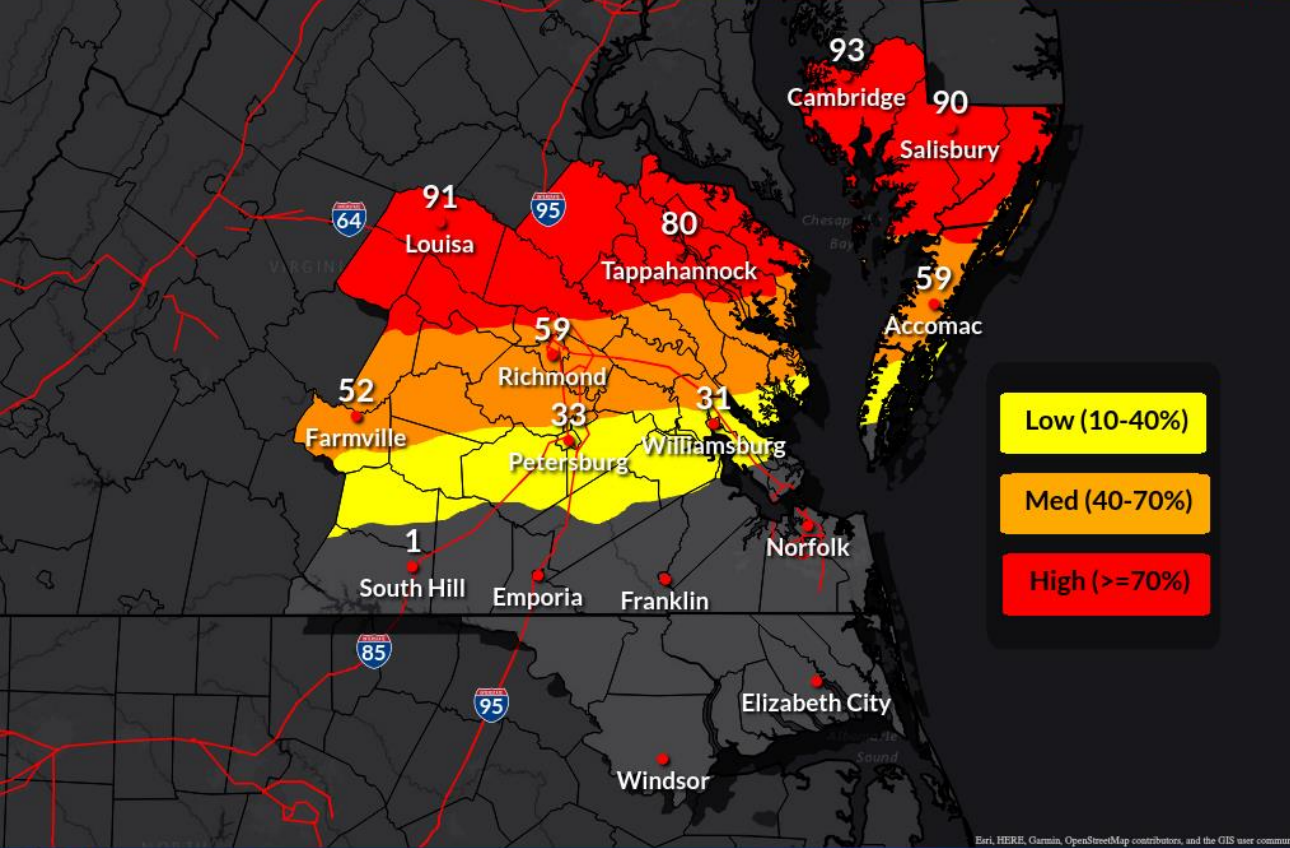 93
Cambridge
90
Salisbury
91
Louisa
64
95
80
Tappahannock
VIRGINI
59
Accomac
59
Richmond
52
Farmville
33
Petersburg
31
Williamsburg
Low (10-40%)
Med (40-70%)
High (>=70%)
1
South Hill
Emporia
Franklin
Norfolk
85
95
Elizabeth City
Sound
Windsor
Esri, HERE, Garmin, OpenStreetMap contributors, and the GIS user commu